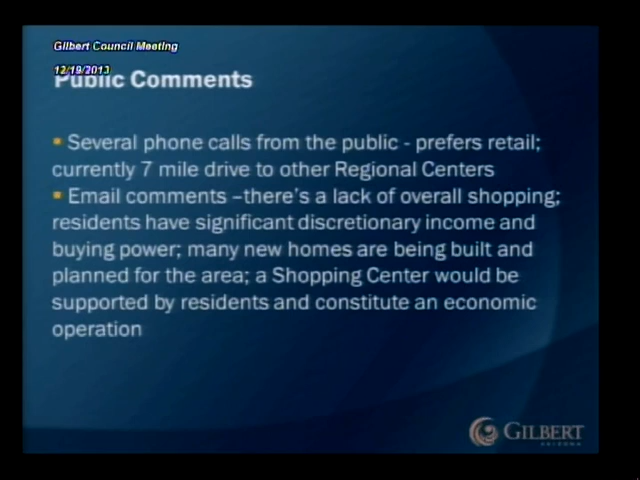 Gilbert Council Meeting
12/19/2013
Public Comments
▪ Several phone calls from the public - prefers retail;
currently 7 mile drive to other Regional Centers
▪ Email comments –there's a lack of overall shopping;
residents have significant discretionary income and
buying power; many new homes are being built and
planned for the area; a Shopping Center would be
supported by residents and constitute an economic
operation
GILBERT
ARIZONA